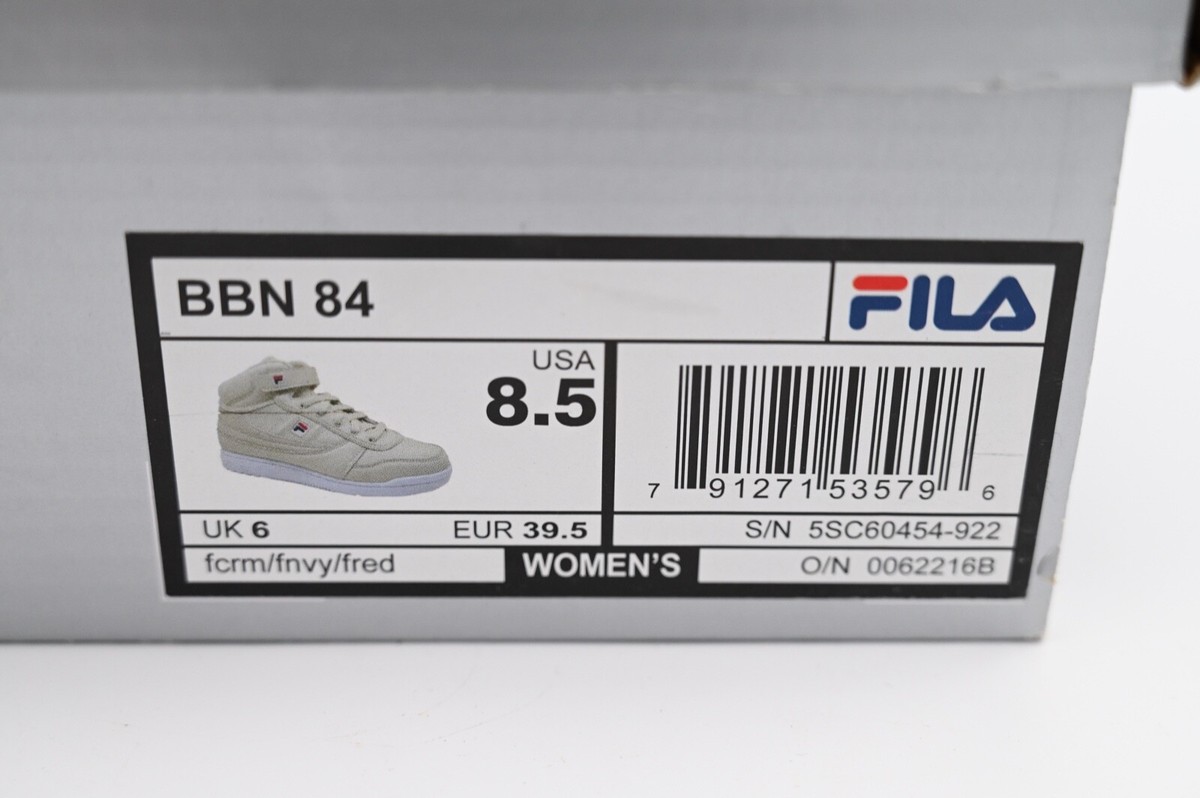 BBN 84
FILA
USA
8.5
7 91271 53579 6
UK 6 EUR 39.5
S/N 5SC60454-922
fcrm/fnvy/fred
WOMEN'S
O/N 0062216B